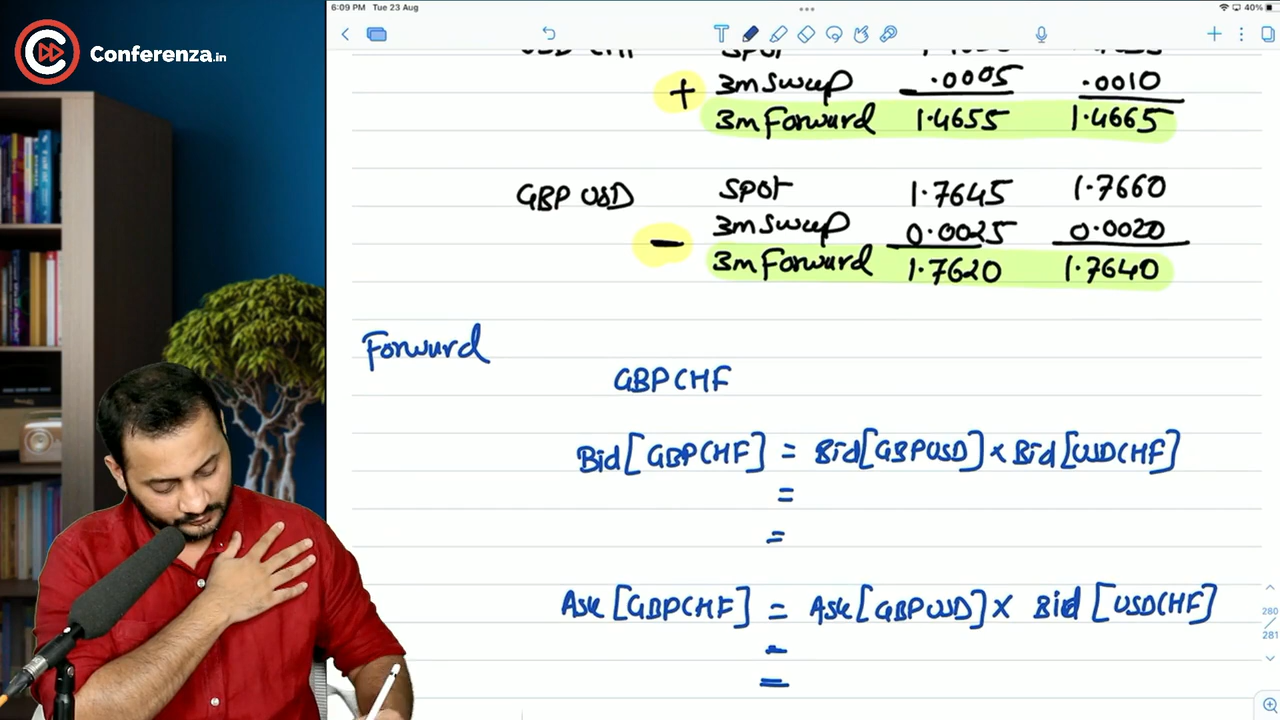 6:09 PM Tue 23 Aug
40%
Conferenza.in
T
+ 3m Swap .0005 .0010
3m Forward 1.4655 1.4665
GBP USD SPOT 1.7645 1.7660
- 3m Swap 0.0025 0.0020
3m Forward 1.7620 1.7640
Forward
GBPCHF
Bid[GBPCHF] = Bid[GBPUSD]×Bid[USDCHF]
=
=
Ask[GBPCHF] = Ask[GBPUSD]× Bid[USDCHF]
=
=
280
281